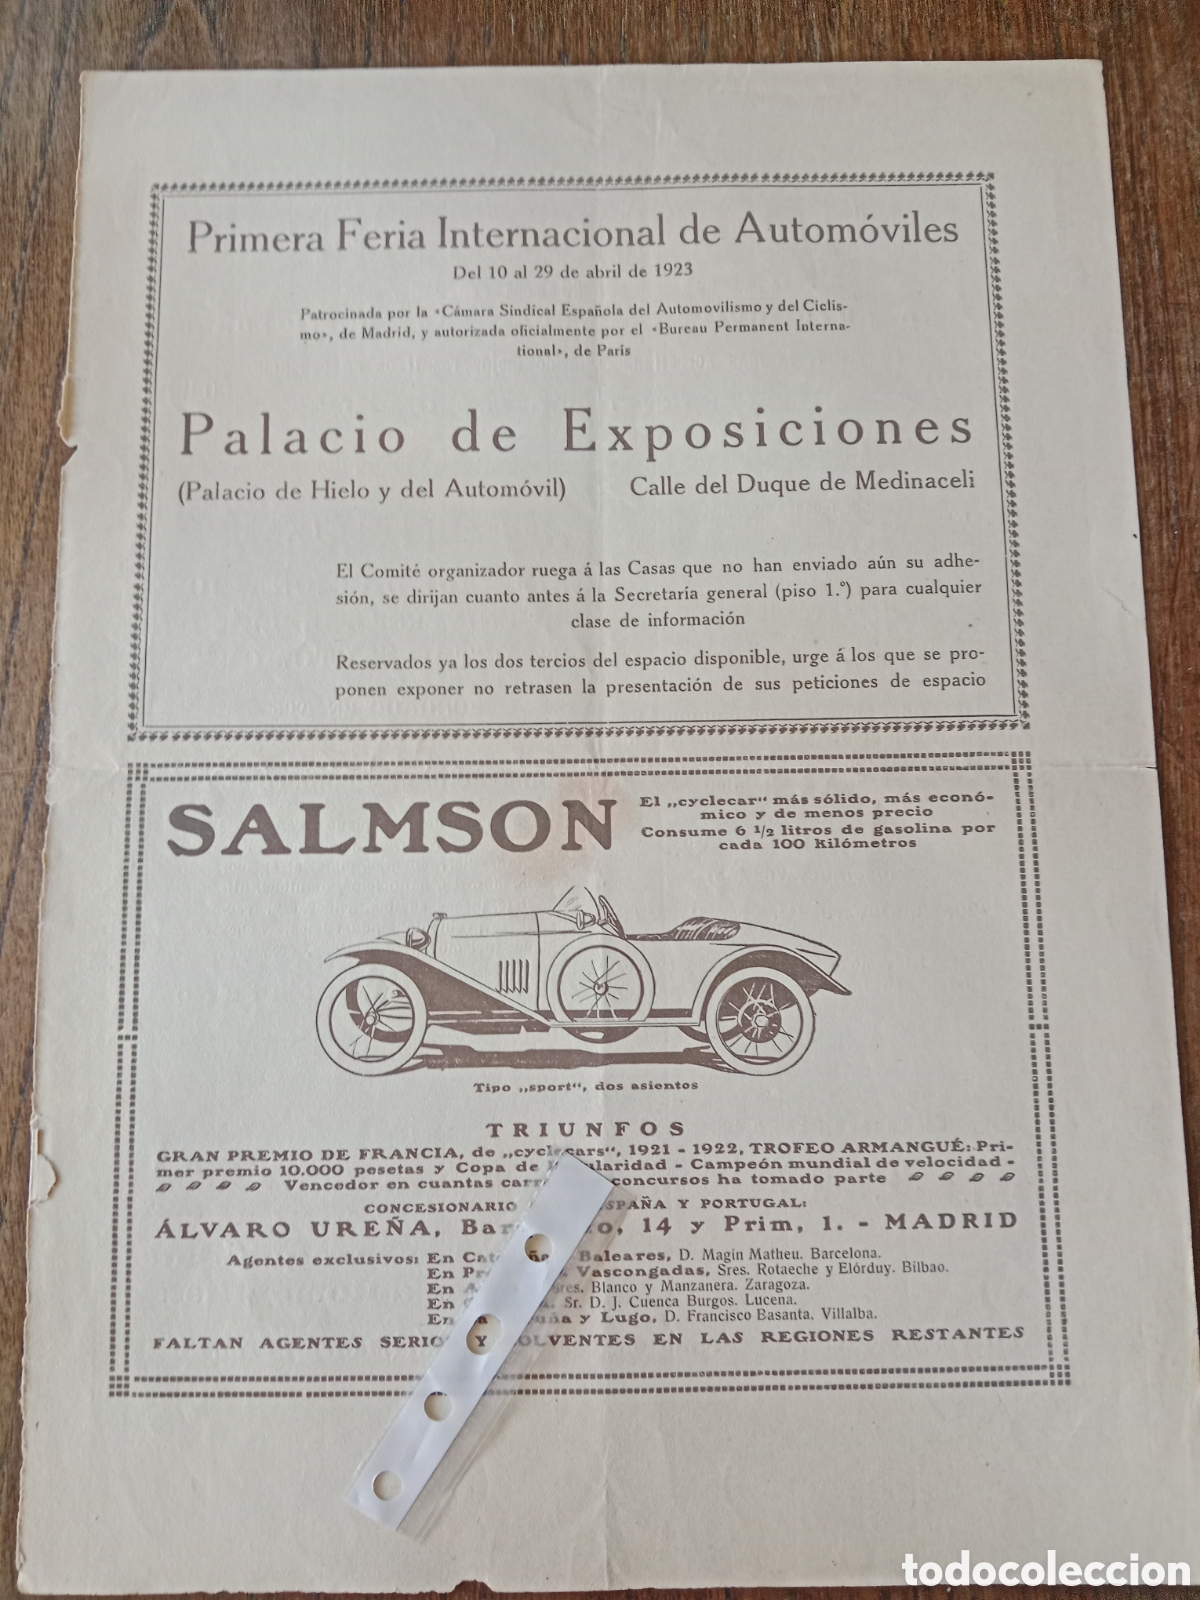 Primera Feria Internacional de Automóviles
Del 10 al 29 de abril de 1923
Patrocinada por la «Cámara Sindical Española del Automovilismo y del Ciclis-
mo», de Madrid, y autorizada oficialmente por el «Bureau Permanent Interna-
tional», de París
Palacio de Exposiciones
(Palacio de Hielo y del Automóvil) Calle del Duque de Medinaceli
El Comité organizador ruega á las Casas que no han enviado aún su adhe-
sión, se dirijan cuanto antes á la Secretaría general (piso 1.º) para cualquier
clase de información
Reservados ya los dos tercios del espacio disponible, urge á los que se pro-
ponen exponer no retrasen la presentación de sus peticiones de espacio
SALMSON
El „cyclecar“ más sólido, más econó-
mico y de menos precio
Consume 6 1/2 litros de gasolina por
cada 100 kilómetros
Tipo „sport“, dos asientos
TRIUNFOS
GRAN PREMIO DE FRANCIA, de „cyclecars“, 1921 - 1922, TROFEO ARMANGUÉ: Pri-
mer premio 10.000 pesetas y Copa de - Campeón mundial de velocidad -
Vencedor en cuantas concursos ha tomado parte
CONCESIONARIO ESPAÑA Y PORTUGAL:
ÁLVARO UREÑA, 14 y Prim, 1. - MADRID
Agentes exclusivos: En Baleares, D. Magín Matheu. Barcelona.
En Vascongadas, Sres. Rotaeche y Elórduy. Bilbao.
En Sres. Blanco y Manzanera. Zaragoza.
En Sr. D. J. Cuenca Burgos. Lucena.
En y Lugo, D. Francisco Basanta. Villalba.
FALTAN AGENTES SERIOS Y SOLVENTES EN LAS REGIONES RESTANTES
todocoleccion